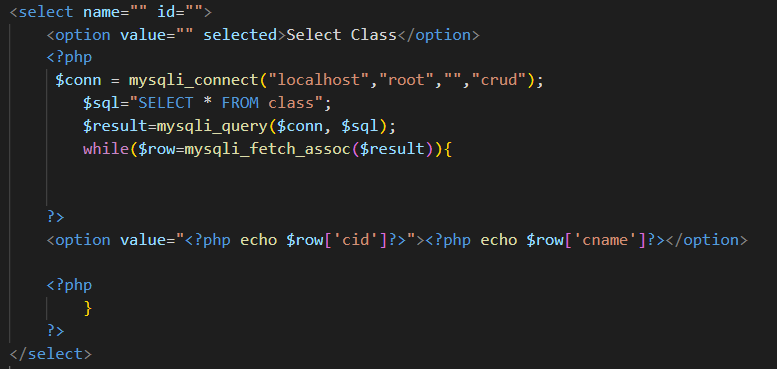 <select name="" id="">
<option value="" selected>Select Class</option>
<?php
$conn = mysqli_connect("localhost","root","","crud");
$sql="SELECT * FROM class";
$result=mysqli_query($conn, $sql);
while($row=mysqli_fetch_assoc($result)){
?>
<option value="<?php echo $row['cid']?>"><?php echo $row['cname']?></option>
<?php
}
?>
</select>